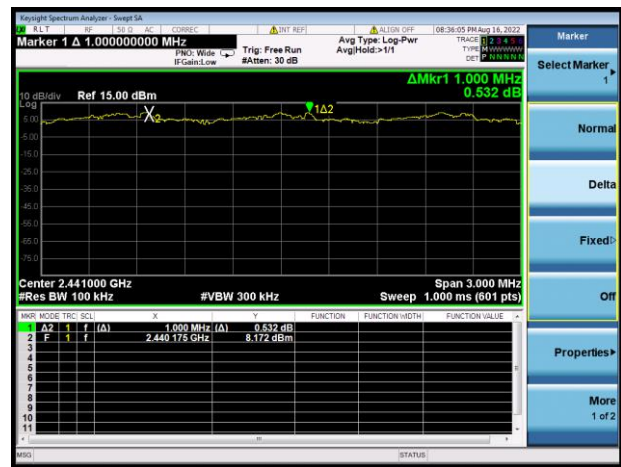 Keysight Spectrum Analyzer - Swept SA
RLT RF 50 Ω AC CORREC INT REF ALIGN OFF 08:36:05 PM Aug 16, 2022
Marker 1 Δ 1.000000000 MHz
PNO: Wide
IFGain:Low
Trig: Free Run
#Atten: 30 dB
Avg Type: Log-Pwr
Avg|Hold:>1/1
TRACE 1 2 3 4 5 6
TYPE M W W W W W
DET P N N N N N
ΔMkr1 1.000 MHz
0.532 dB
10 dB/div Ref 15.00 dBm
Log
5.00
-5.00
-15.0
-25.0
-35.0
-45.0
-55.0
-65.0
-75.0
X2
1Δ2
Center 2.441000 GHz Span 3.000 MHz
#Res BW 100 kHz #VBW 300 kHz Sweep 1.000 ms (601 pts)
MKR MODE TRC SCL X Y FUNCTION FUNCTION WIDTH FUNCTION VALUE
1 Δ2 1 f (Δ) 1.000 MHz (Δ) 0.532 dB
2 F 1 f 2.440 175 GHz 8.172 dBm
3
4
5
6
7
8
9
10
11
MSG STATUS
Marker
Select Marker
1
Normal
Delta
Fixed
Off
Properties
More
1 of 2